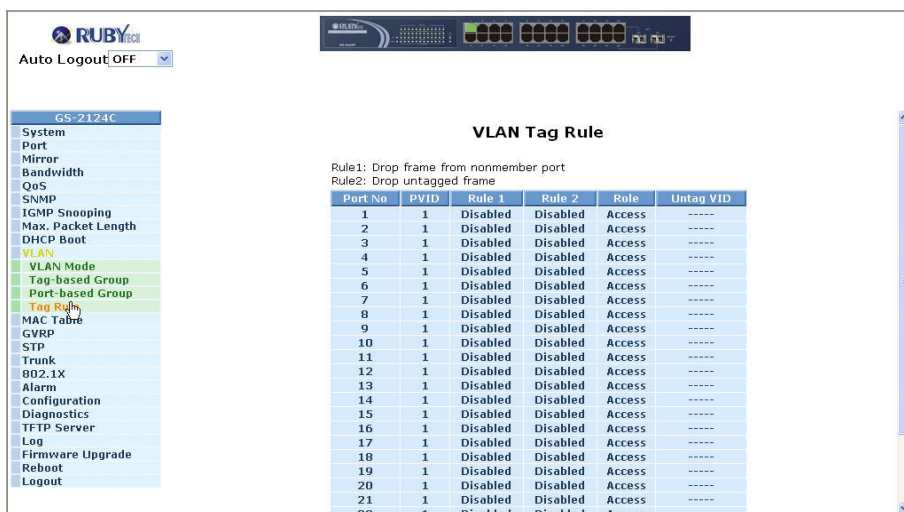 RUBYTECH
RUBYTECH
Auto Logout OFF
GS-2124C
System
Port
Mirror
Bandwidth
QoS
SNMP
IGMP Snooping
Max. Packet Length
DHCP Boot
VLAN
VLAN Mode
Tag-based Group
Port-based Group
Tag Rule
MAC Table
GVRP
STP
Trunk
802.1X
Alarm
Configuration
Diagnostics
TFTP Server
Log
Firmware Upgrade
Reboot
Logout
VLAN Tag Rule
Rule1: Drop frame from nonmember port
Rule2: Drop untagged frame
Port No PVID Rule 1 Rule 2 Role Untag VID
1 1 Disabled Disabled Access -----
2 1 Disabled Disabled Access -----
3 1 Disabled Disabled Access -----
4 1 Disabled Disabled Access -----
5 1 Disabled Disabled Access -----
6 1 Disabled Disabled Access -----
7 1 Disabled Disabled Access -----
8 1 Disabled Disabled Access -----
9 1 Disabled Disabled Access -----
10 1 Disabled Disabled Access -----
11 1 Disabled Disabled Access -----
12 1 Disabled Disabled Access -----
13 1 Disabled Disabled Access -----
14 1 Disabled Disabled Access -----
15 1 Disabled Disabled Access -----
16 1 Disabled Disabled Access -----
17 1 Disabled Disabled Access -----
18 1 Disabled Disabled Access -----
19 1 Disabled Disabled Access -----
20 1 Disabled Disabled Access -----
21 1 Disabled Disabled Access -----